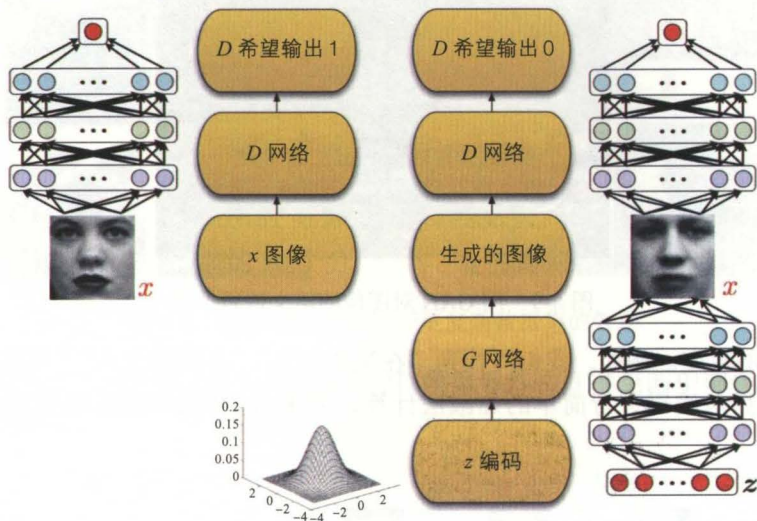 D 希望输出 1
D 希望输出 0
D 网络
D 网络
x 图像
生成的图像
x
x
G 网络
z 编码
z
0.2
0.15
0.1
0.05
0
2
0
-2
-4
-4
-2
0
2